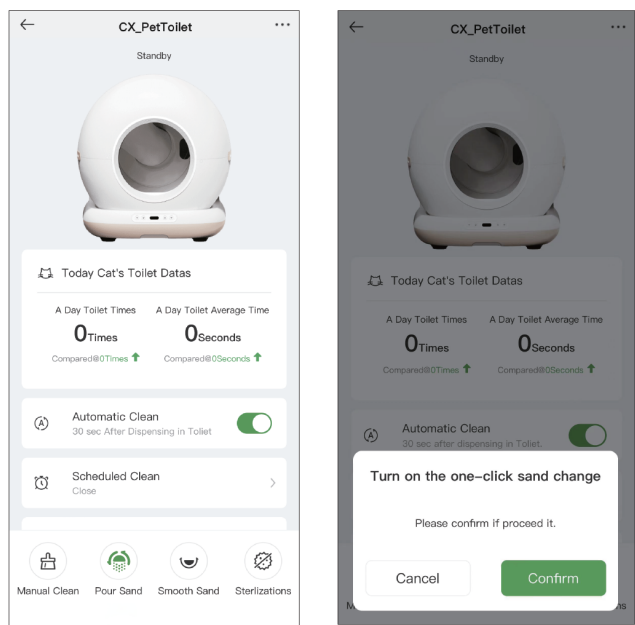 CX_PetToilet
Standby
Today Cat's Toilet Datas
A Day Toilet Times A Day Toilet Average Time
0Times 0Seconds
Compared@0Times Compared@0Seconds
Automatic Clean
30 sec After Dispensing in Toliet
Scheduled Clean
Close
Manual Clean Pour Sand Smooth Sand Sterlizations
CX_PetToilet
Standby
Today Cat's Toilet Datas
A Day Toilet Times A Day Toilet Average Time
0Times 0Seconds
Compared@0Times Compared@0Seconds
Automatic Clean
30 sec after dispensing in Toliet.
Turn on the one-click sand change
Please confirm if proceed it.
Cancel Confirm